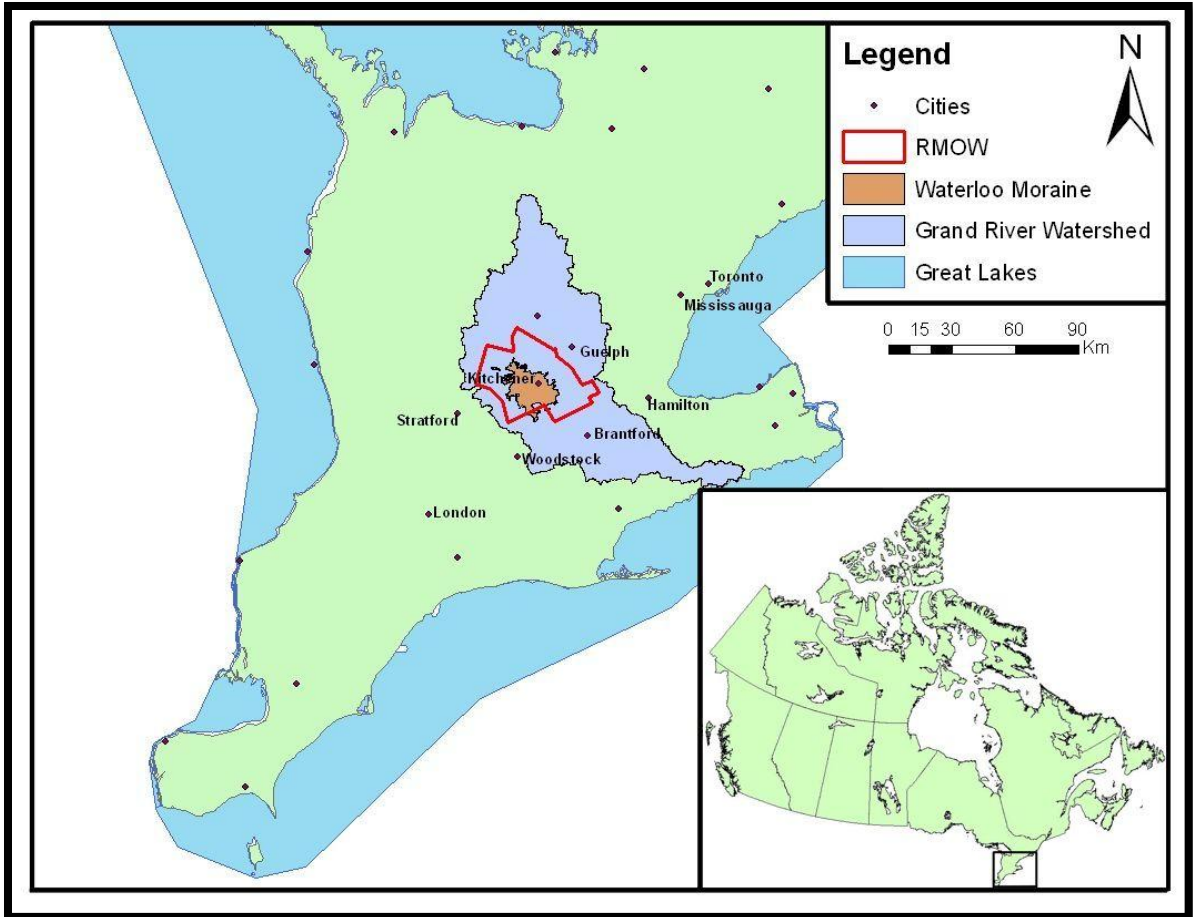 Legend
N
Cities
RMOW
Waterloo Moraine
Grand River Watershed
Great Lakes
0 15 30 60 90
Km
Toronto
Mississauga
Guelph
Kitchener
Hamilton
Stratford
Brantford
Woodstock
London